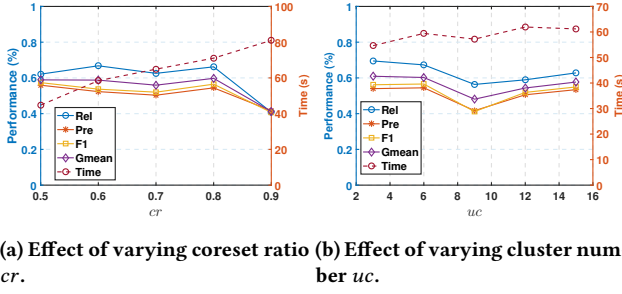 1
0.8
0.6
0.4
0.2
0
Performance (%)
100
80
60
40
20
0
Time (s)
0.5 0.6 0.7 0.8 0.9
cr
Rel
Pre
F1
Gmean
Time
1
0.8
0.6
0.4
0.2
0
Performance (%)
70
60
50
40
30
20
10
0
Time (s)
2 4 6 8 10 12 14 16
uc
Rel
Pre
F1
Gmean
Time
(a) Effect of varying coreset ratio
cr.
(b) Effect of varying cluster num
ber uc.